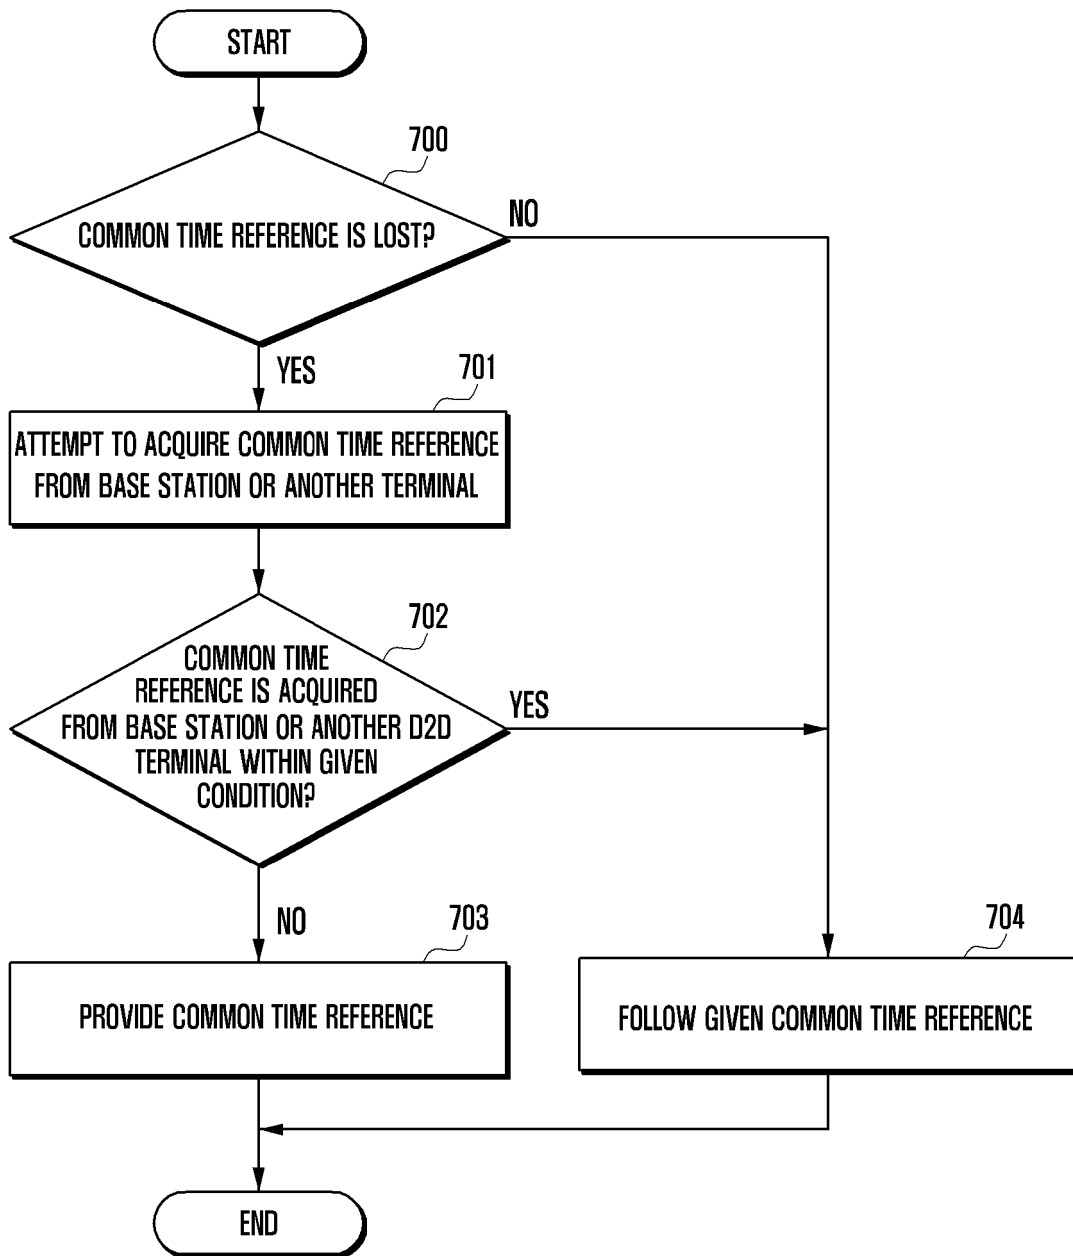 START
700
COMMON TIME REFERENCE IS LOST?
NO
YES
701
ATTEMPT TO ACQUIRE COMMON TIME REFERENCE
FROM BASE STATION OR ANOTHER TERMINAL
702
COMMON TIME
REFERENCE IS ACQUIRED
FROM BASE STATION OR ANOTHER D2D
TERMINAL WITHIN GIVEN
CONDITION?
YES
NO
703
PROVIDE COMMON TIME REFERENCE
704
FOLLOW GIVEN COMMON TIME REFERENCE
END